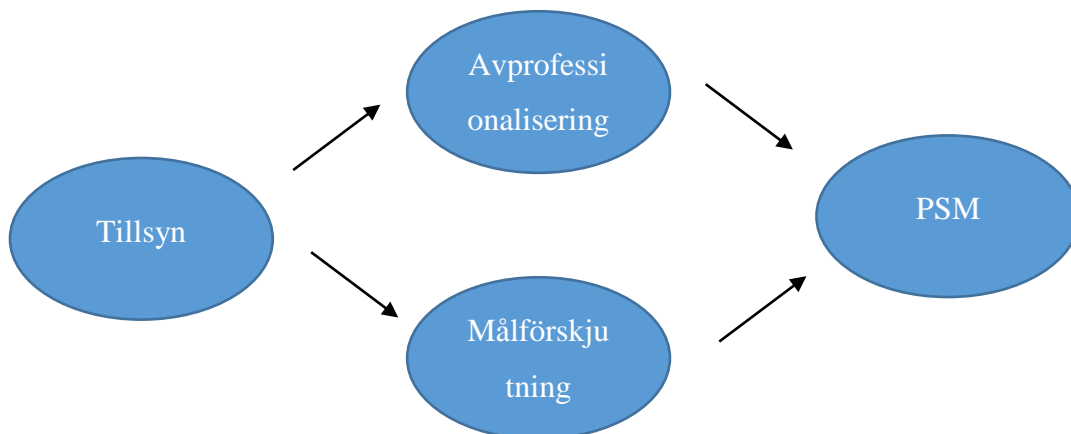 Avprofessi
onalisering
Tillsyn
PSM
Målförskju
tning